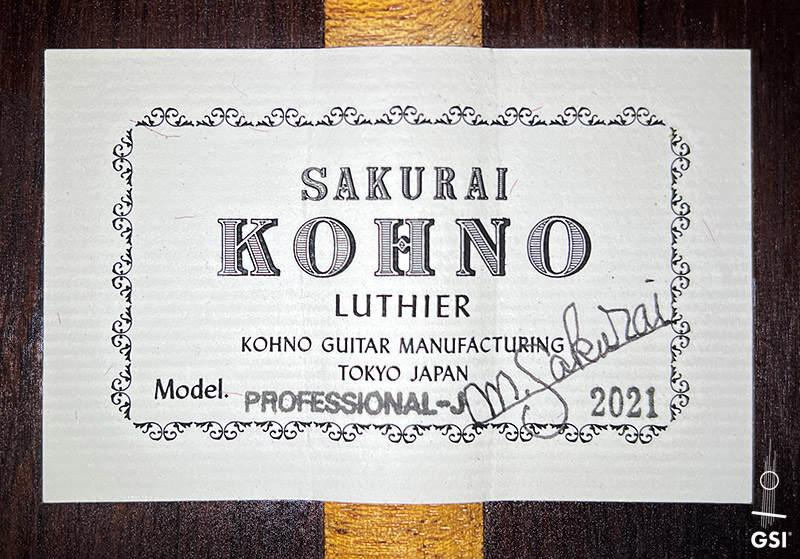 SAKURAI
KOHNO
LUTHIER
KOHNO GUITAR MANUFACTURING
TOKYO JAPAN
Model. PROFESSIONAL-J M. Sakurai 2021
GSI